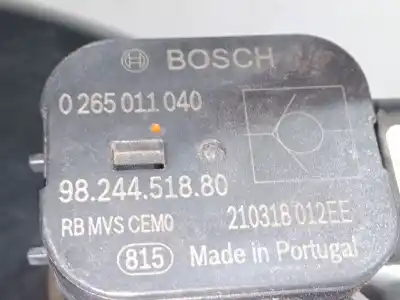 BOSCH
0 265 011 040
98.244.518.80
RB MVS CEM0 210318 012EE
815 Made in Portugal